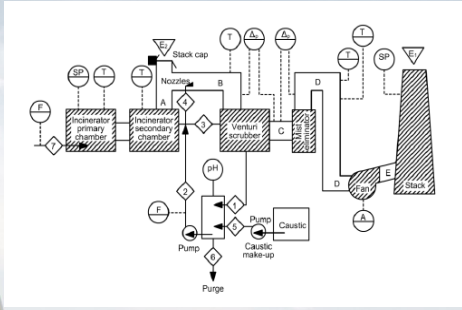 E₂
Stack cap
T
Δp
Δp
T
T
SP
E₁
SP
T
T
Nozzles
F
A
B
D
4
Incinerator
primary
chamber
Incinerator
secondary
chamber
3
Venturi
scrubber
C
Mist
eliminator
7
pH
2
D
Fan
E
Stack
1
F
5
Pump
Caustic
A
Pump
Caustic
make-up
6
Purge